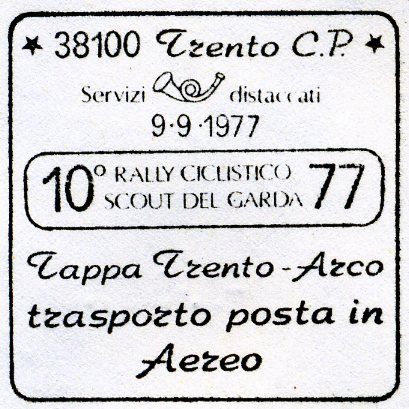 ★ 38100 Trento C.P. ★
Servizi distaccati
9·9·1977
10° RALLY CICLISTICO 77
SCOUT DEL GARDA
Tappa Trento - Arco
trasporto posta in
Aereo